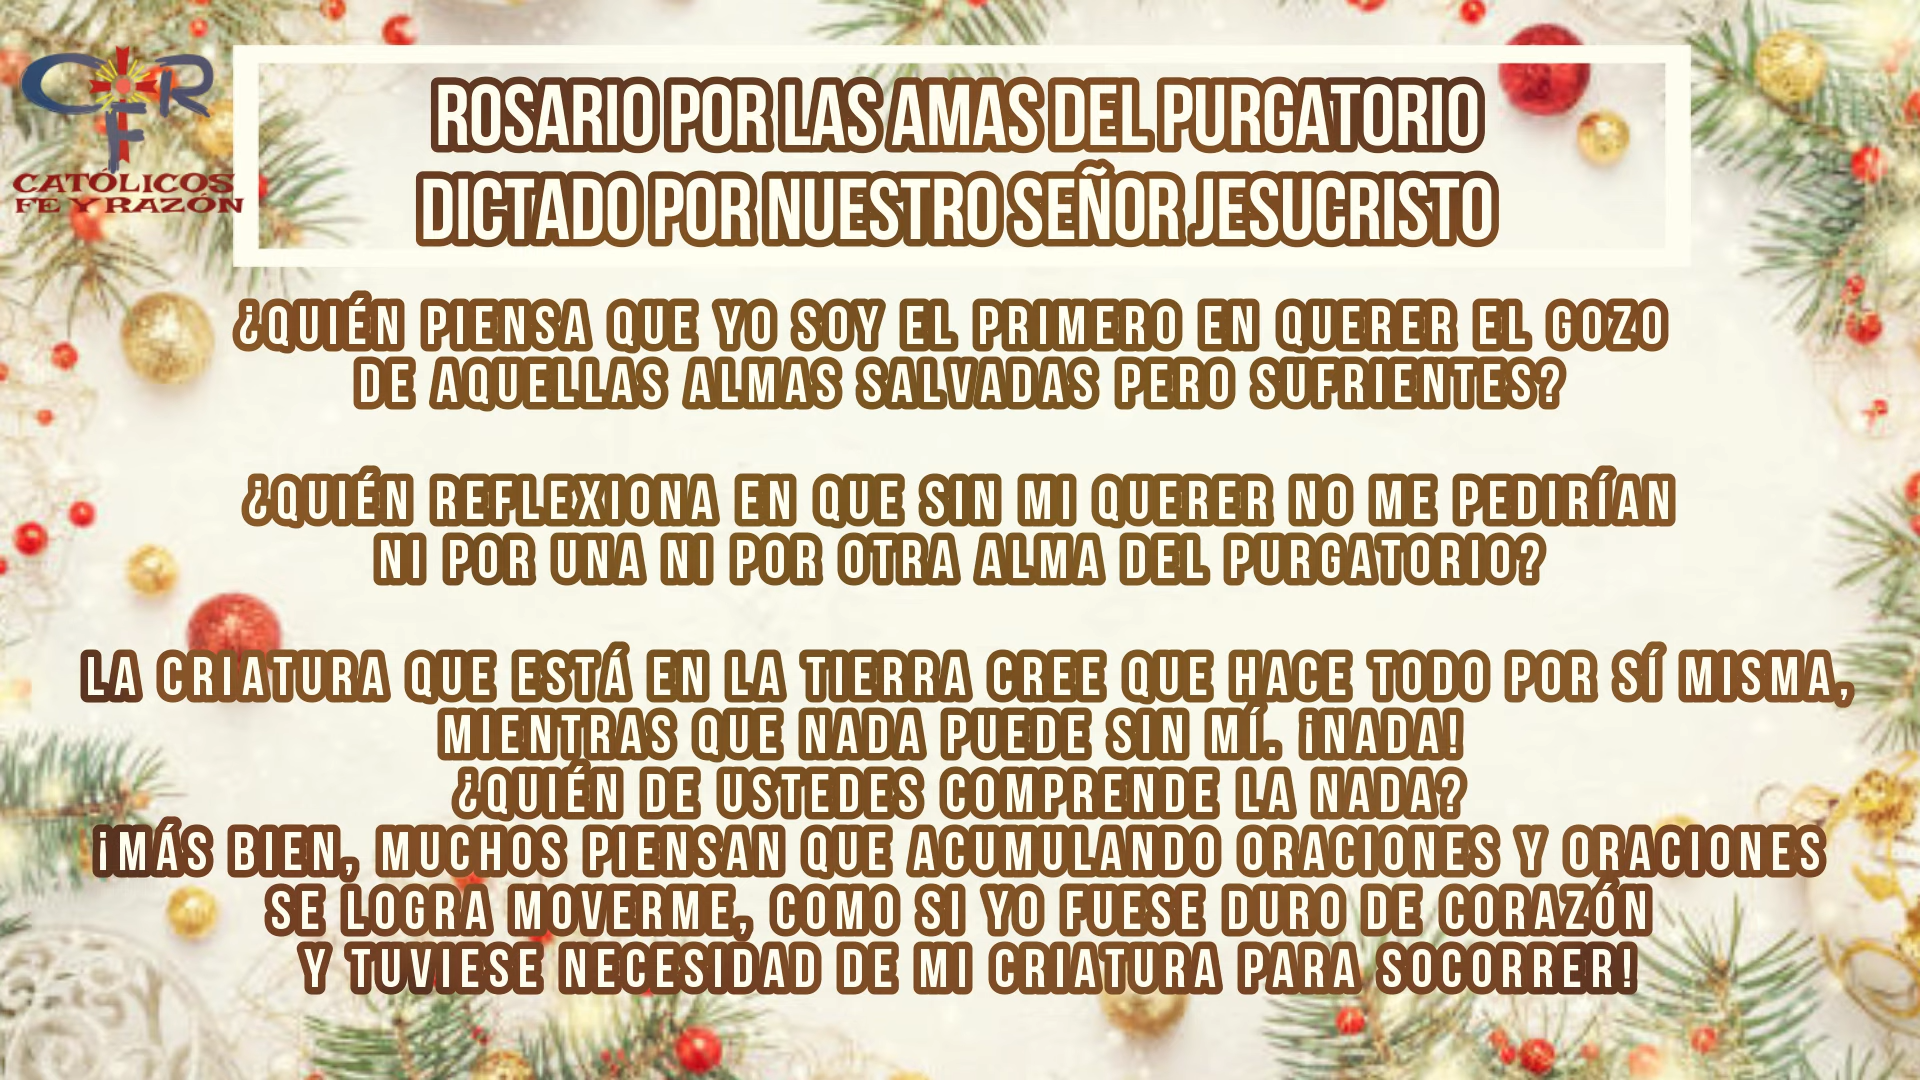 CFR
CATÓLICOS
FE Y RAZÓN
ROSARIO POR LAS AMAS DEL PURGATORIO
DICTADO POR NUESTRO SEÑOR JESUCRISTO
¿QUIÉN PIENSA QUE YO SOY EL PRIMERO EN QUERER EL GOZO
DE AQUELLAS ALMAS SALVADAS PERO SUFRIENTES?
¿QUIÉN REFLEXIONA EN QUE SIN MI QUERER NO ME PEDIRÍAN
NI POR UNA NI POR OTRA ALMA DEL PURGATORIO?
LA CRIATURA QUE ESTÁ EN LA TIERRA CREE QUE HACE TODO POR SÍ MISMA,
MIENTRAS QUE NADA PUEDE SIN MÍ. ¡NADA!
¿QUIÉN DE USTEDES COMPRENDE LA NADA?
¡MÁS BIEN, MUCHOS PIENSAN QUE ACUMULANDO ORACIONES Y ORACIONES
SE LOGRA MOVERME, COMO SI YO FUESE DURO DE CORAZÓN
Y TUVIESE NECESIDAD DE MI CRIATURA PARA SOCORRER!